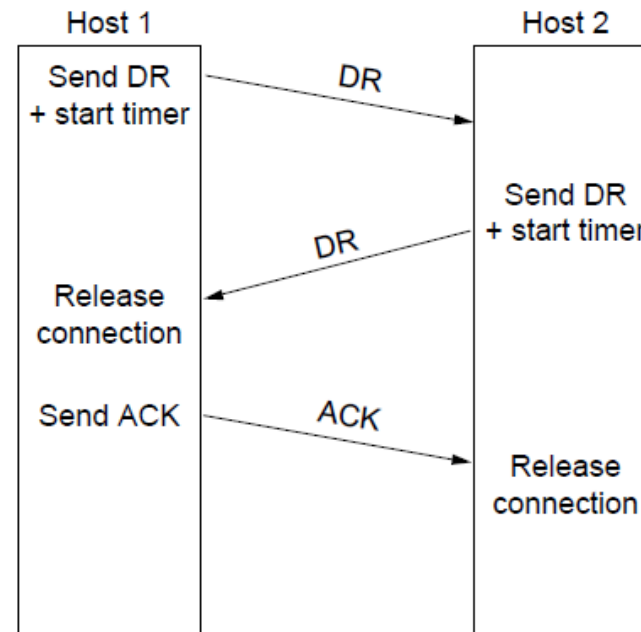 Host 1
Host 2
Send DR
+ start timer
DR
Send DR
+ start timer
DR
Release
connection
Send ACK
ACK
Release
connection